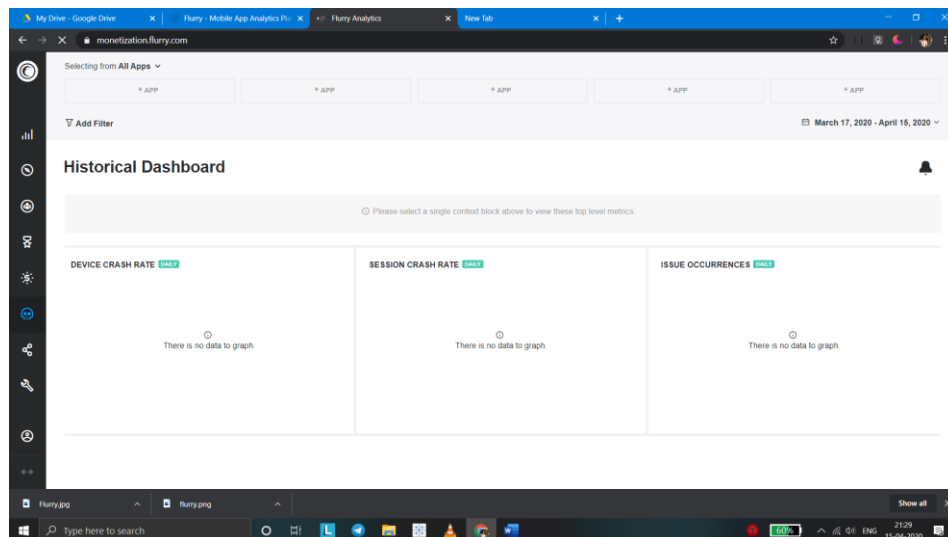 My Drive - Google Drive
Flurry - Mobile App Analytics Pla
Flurry Analytics
New Tab
monetization.flurry.com
Selecting from All Apps
+ APP + APP + APP + APP + APP
Add Filter
March 17, 2020 - April 15, 2020
Historical Dashboard
Please select a single context block above to view these top level metrics.
DEVICE CRASH RATE DAILY
SESSION CRASH RATE DAILY
ISSUE OCCURRENCES DAILY
There is no data to graph.
There is no data to graph.
There is no data to graph.
Flurry.jpg
flurry.png
Show all
Type here to search
60%
ENG
21:29
15-04-2020